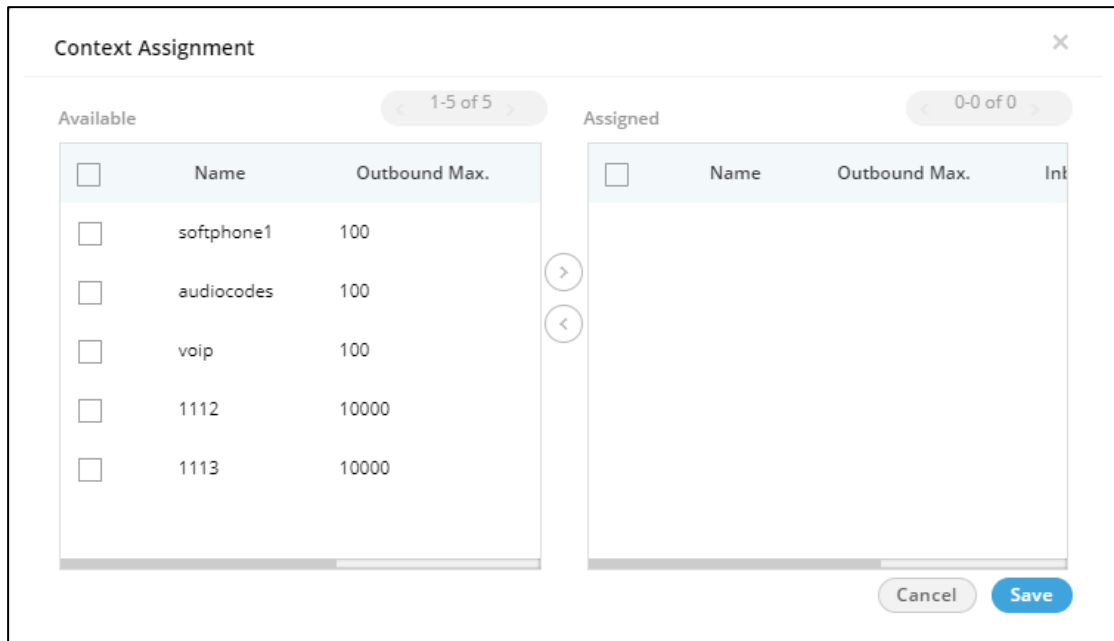 Context Assignment
Available
1-5 of 5
Assigned
0-0 of 0
Name Outbound Max.
Name Outbound Max.
softphone1 100
audiocodes 100
voip 100
1112 10000
1113 10000
Cancel Save